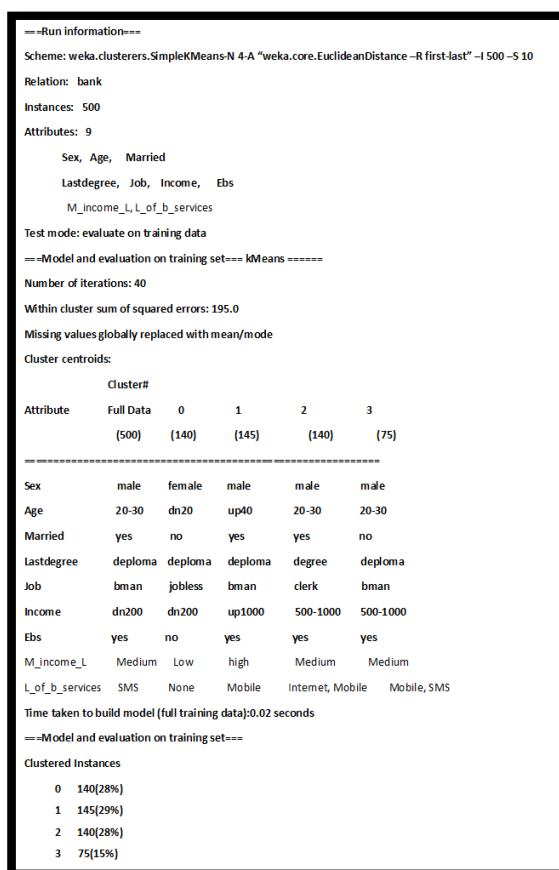 ===Run information===
Scheme: weka.clusterers.SimpleKMeans-N 4-A “weka.core.EuclideanDistance –R first-last” –I 500 –S 10
Relation: bank
Instances: 500
Attributes: 9
Sex, Age, Married
Lastdegree, Job, Income, Ebs
M_income_L, L_of_b_services
Test mode: evaluate on training data
===Model and evaluation on training set=== kMeans ======
Number of iterations: 40
Within cluster sum of squared errors: 195.0
Missing values globally replaced with mean/mode
Cluster centroids:
Cluster#
Attribute Full Data 0 1 2 3
(500) (140) (145) (140) (75)
==========================================================
Sex male female male male male
Age 20-30 dn20 up40 20-30 20-30
Married yes no yes yes no
Lastdegree deploma deploma deploma degree deploma
Job bman jobless bman clerk bman
Income dn200 dn200 up1000 500-1000 500-1000
Ebs yes no yes yes yes
M_income_L Medium Low high Medium Medium
L_of_b_services SMS None Mobile Internet, Mobile Mobile, SMS
Time taken to build model (full training data):0.02 seconds
===Model and evaluation on training set===
Clustered Instances
0 140(28%)
1 145(29%)
2 140(28%)
3 75(15%)